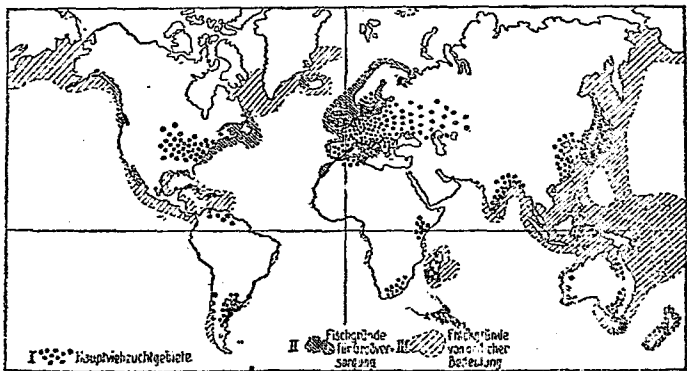 I Hauptviehzuchtgebiete
II Fischgründe
für Großver-
sorgung
III Fischgründe
von örtlicher
Bedeutung